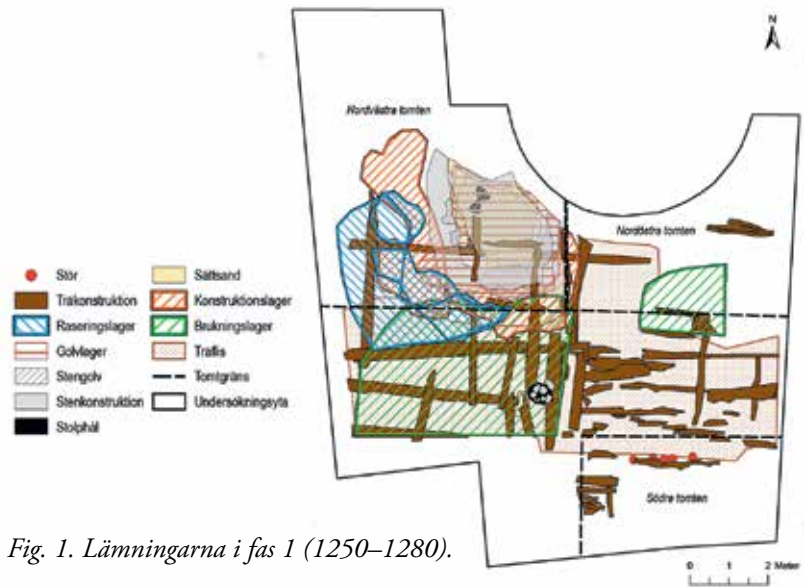 N
Nordvästra tomten
Nordöstra tomten
Stör
Träkonstruktion
Raseringslager
Golvlager
Stengolv
Stenkonstruktion
Stolphål
Sättsand
Konstruktionslager
Brukningslager
Träflis
Tomtgräns
Undersökningsyta
Södra tomten
Fig. 1. Lämningarna i fas 1 (1250–1280).
0 1 2 Meter